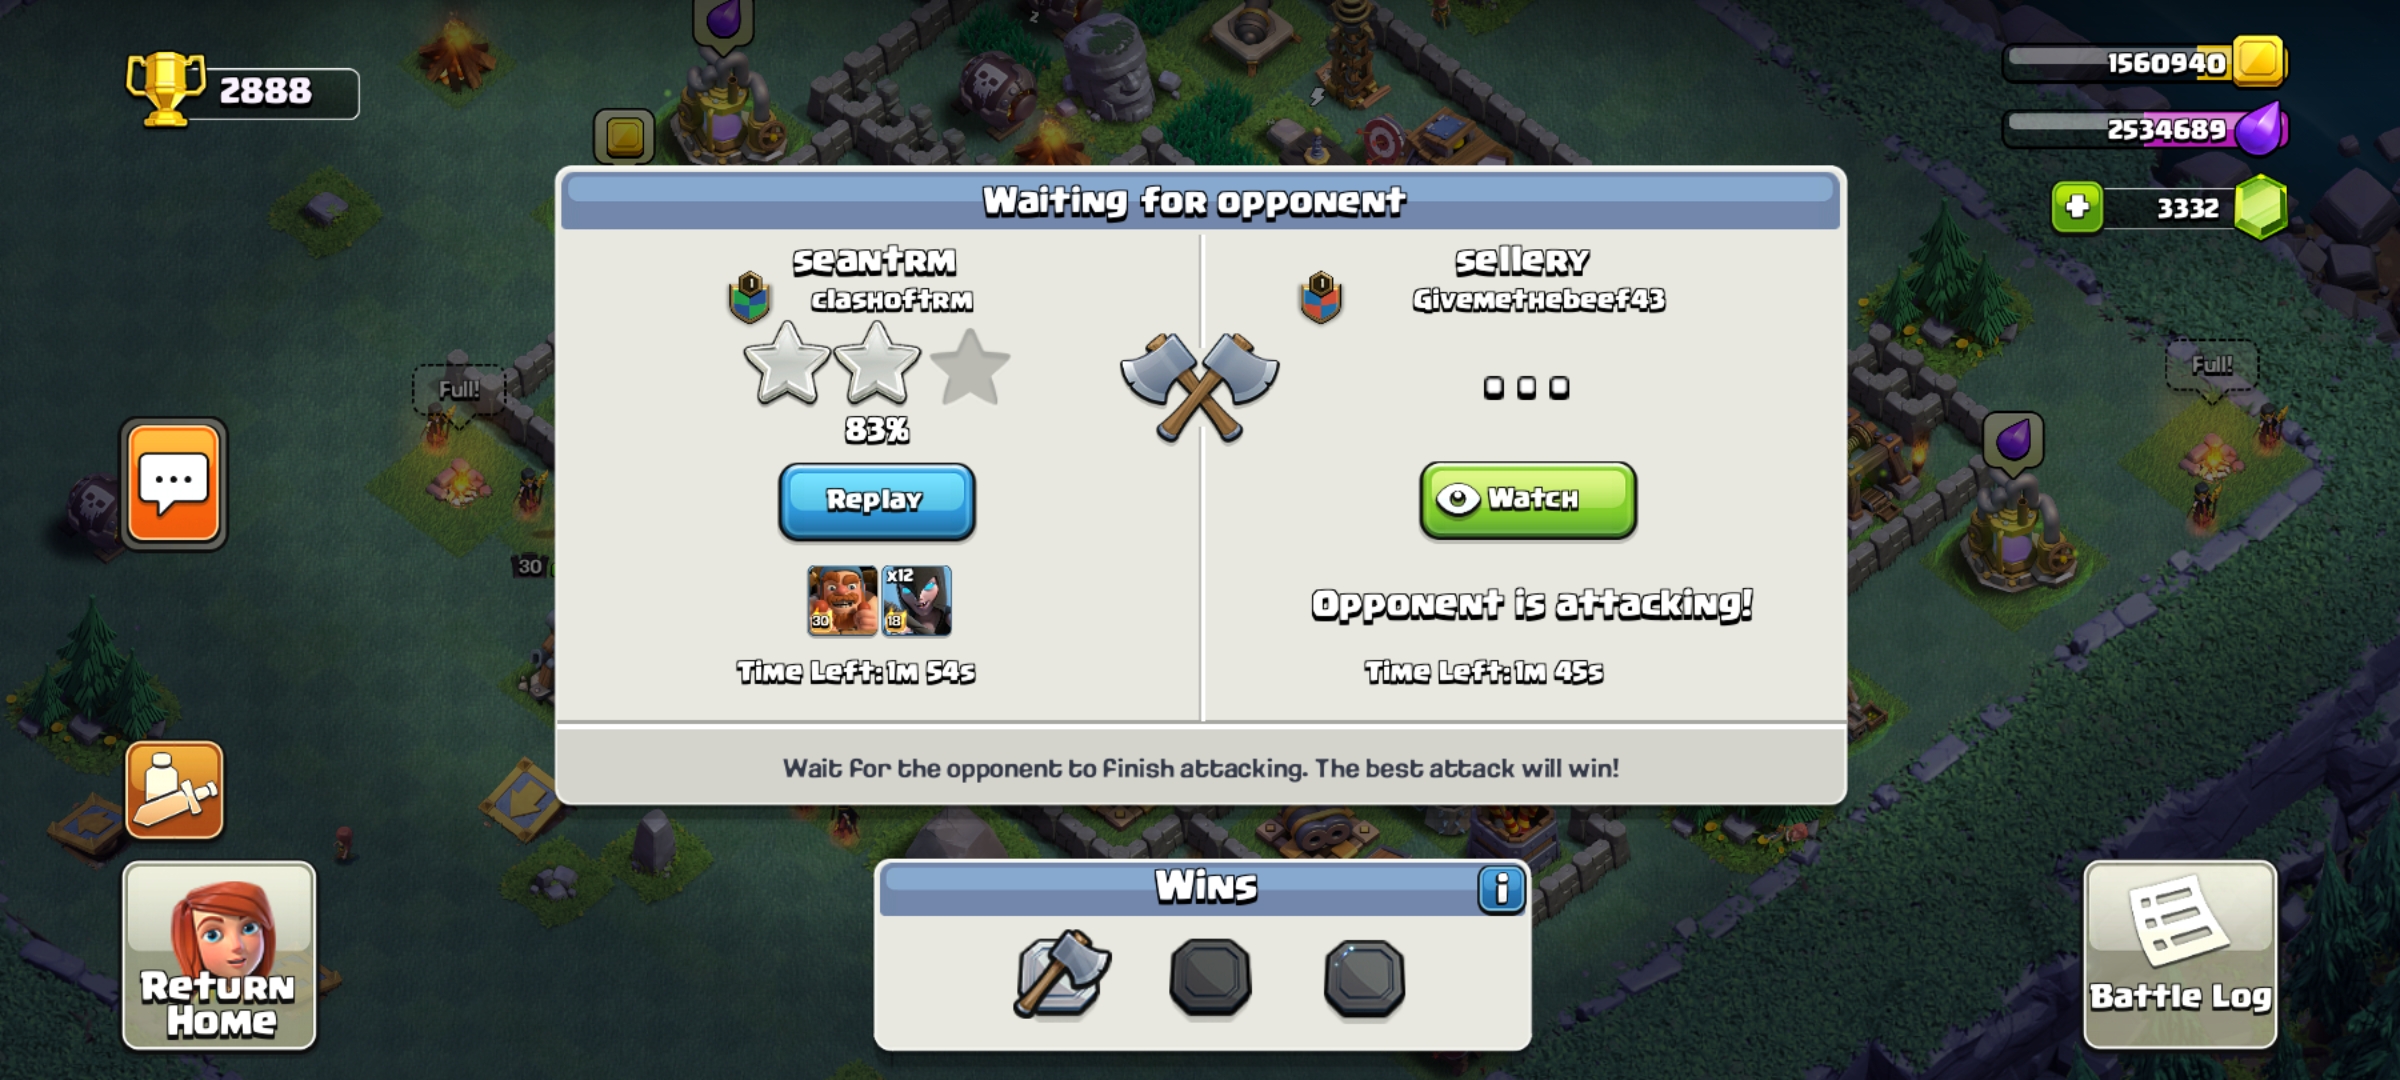 2888
1560940
2534689
3332
Waiting for opponent
seantrm
1
clashoftrm
83%
Replay
x12
30
18
Time Left: 1m 54s
sellery
1
Givemethebeef43
Watch
Opponent is attacking!
Time Left: 1m 45s
Wait for the opponent to finish attacking. The best attack will win!
Full!
Full!
30
z
Wins
i
Return
Home
Battle Log